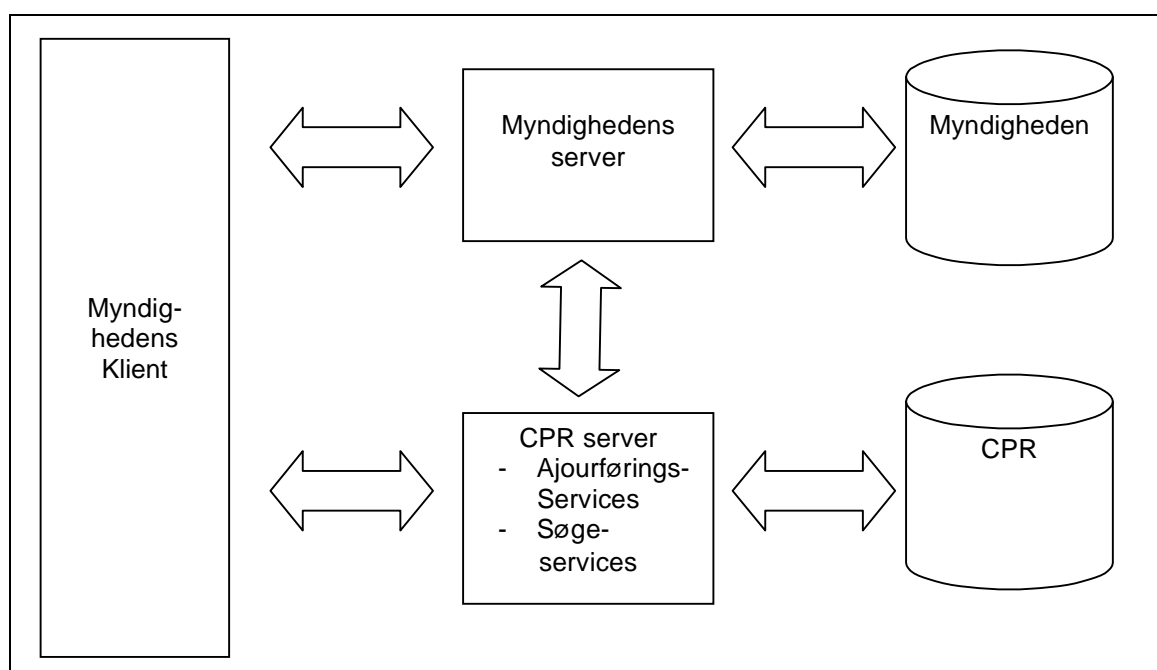 Myndig-
hedens
Klient
Myndighedens
server
Myndigheden
CPR server
- Ajourførings-
Services
- Søge-
services
CPR